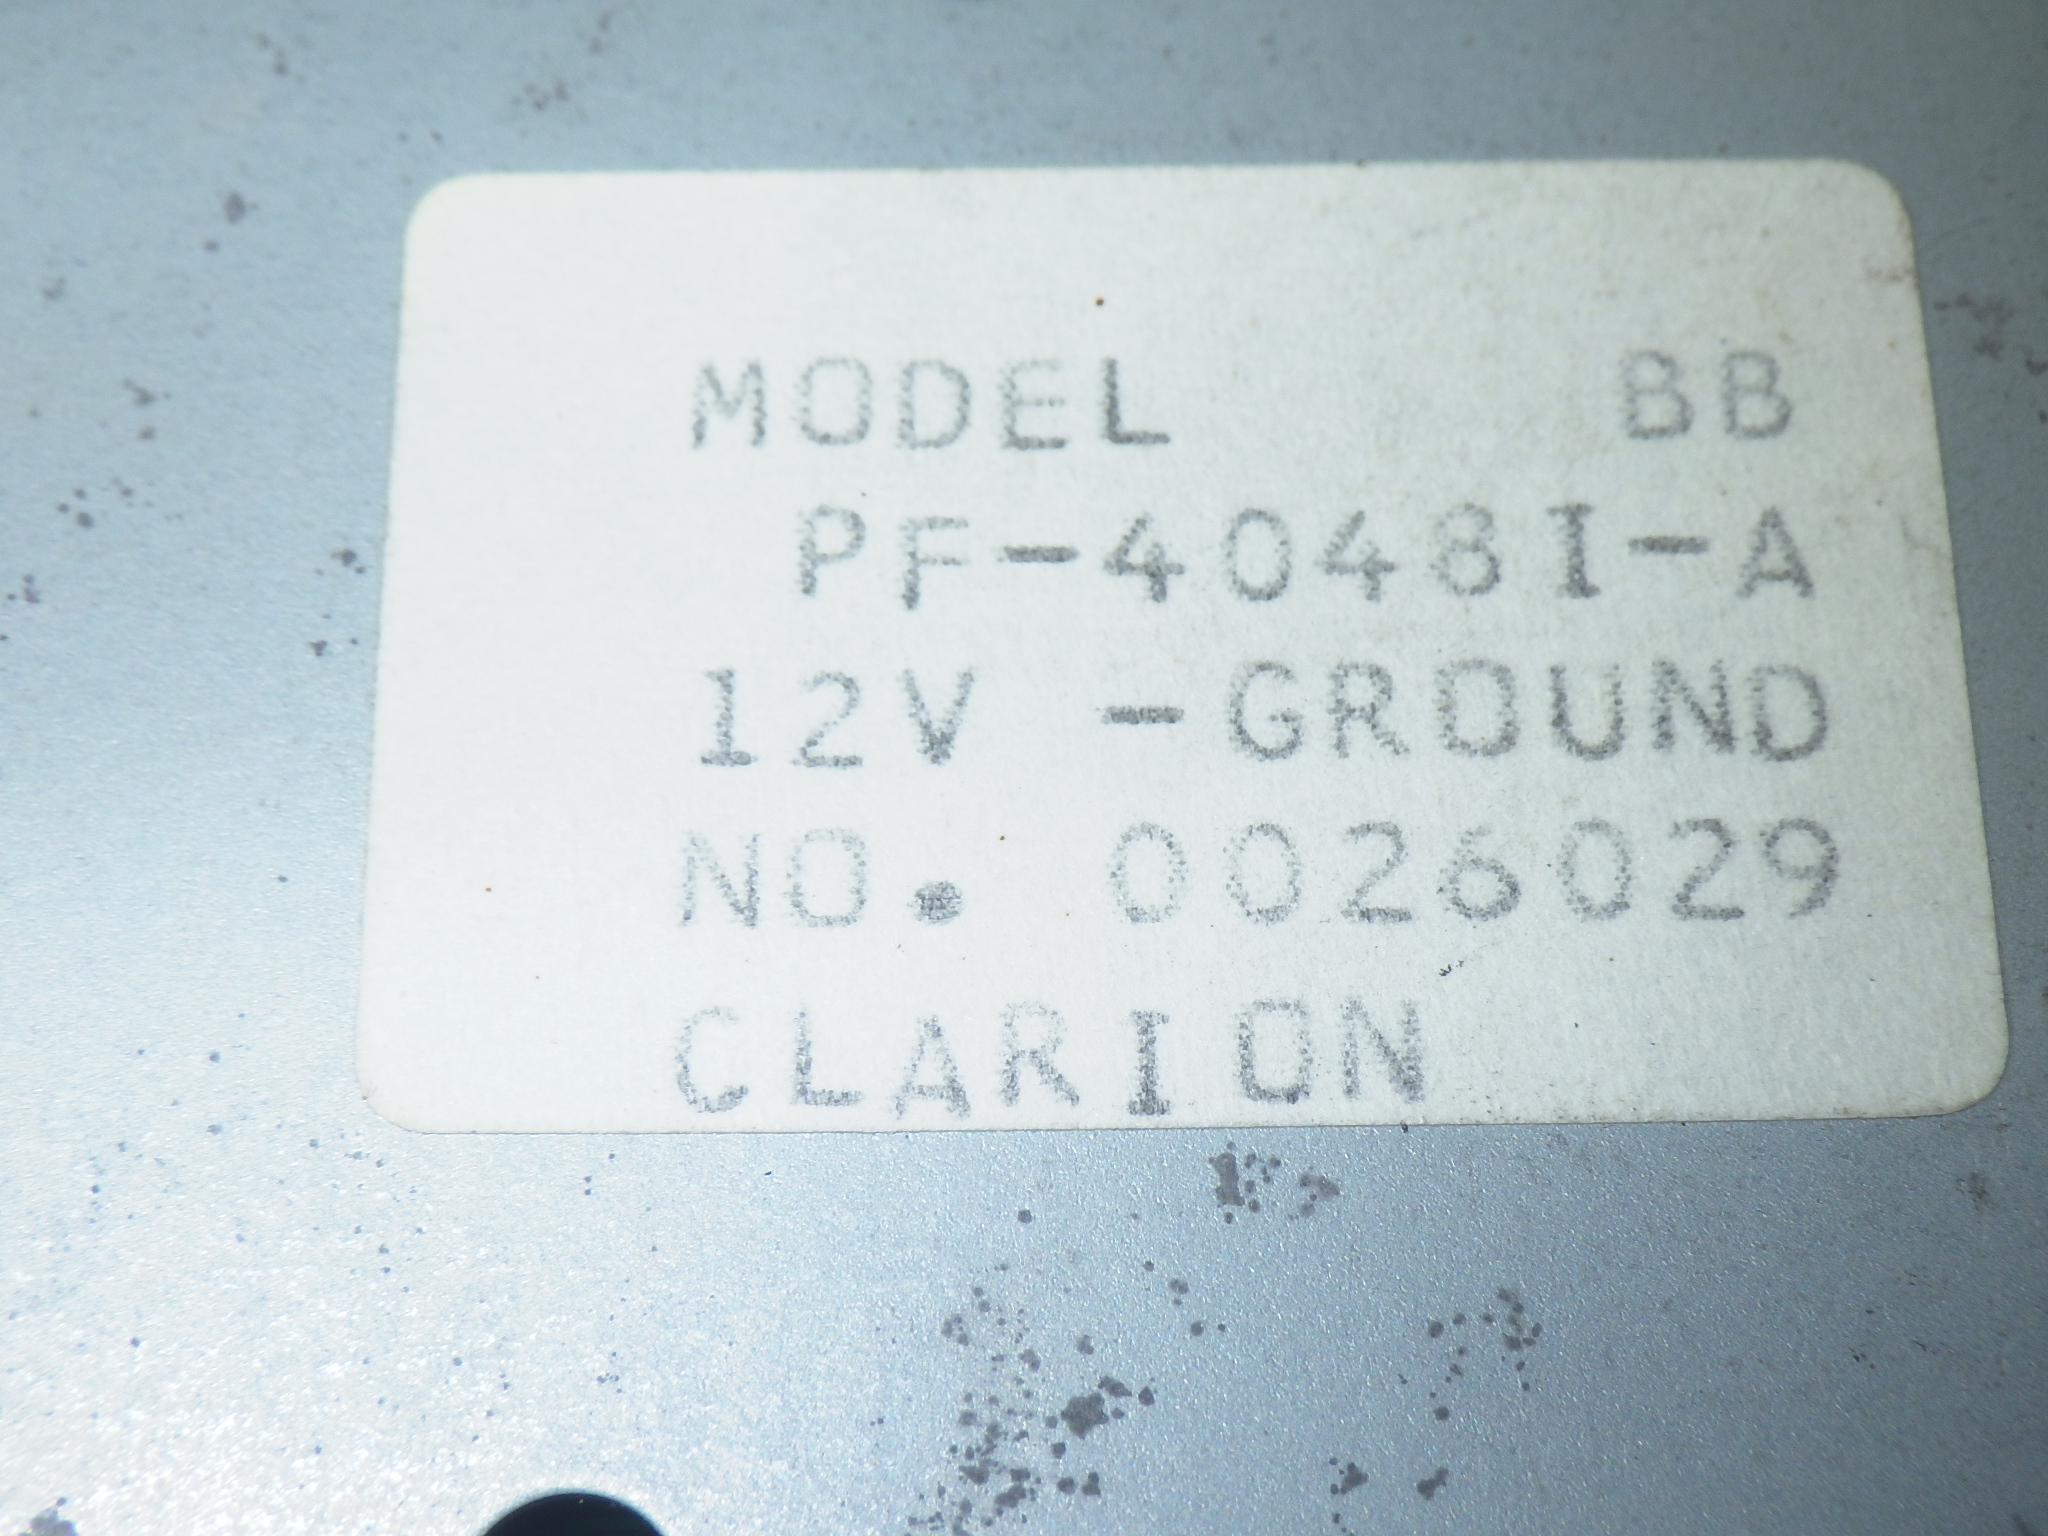 MODEL BB
PF-4048I-A
12V -GROUND
NO. 0026029
CLARION